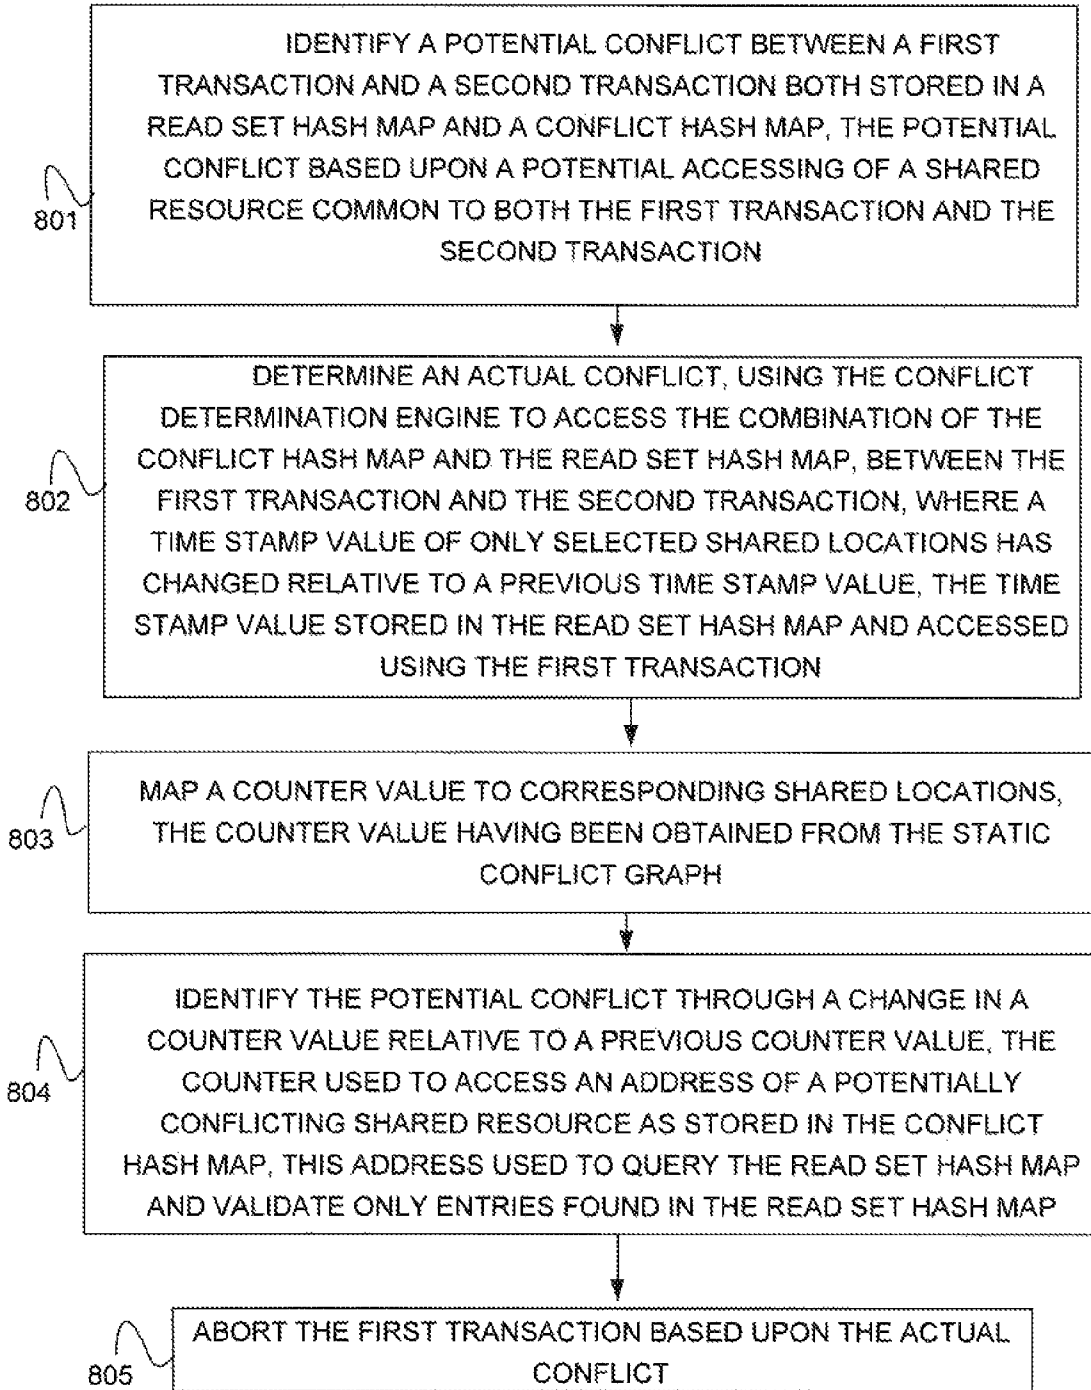 IDENTIFY A POTENTIAL CONFLICT BETWEEN A FIRST
TRANSACTION AND A SECOND TRANSACTION BOTH STORED IN A
READ SET HASH MAP AND A CONFLICT HASH MAP, THE POTENTIAL
CONFLICT BASED UPON A POTENTIAL ACCESSING OF A SHARED
RESOURCE COMMON TO BOTH THE FIRST TRANSACTION AND THE
SECOND TRANSACTION
801
DETERMINE AN ACTUAL CONFLICT, USING THE CONFLICT
DETERMINATION ENGINE TO ACCESS THE COMBINATION OF THE
CONFLICT HASH MAP AND THE READ SET HASH MAP, BETWEEN THE
FIRST TRANSACTION AND THE SECOND TRANSACTION, WHERE A
TIME STAMP VALUE OF ONLY SELECTED SHARED LOCATIONS HAS
CHANGED RELATIVE TO A PREVIOUS TIME STAMP VALUE, THE TIME
STAMP VALUE STORED IN THE READ SET HASH MAP AND ACCESSED
USING THE FIRST TRANSACTION
802
MAP A COUNTER VALUE TO CORRESPONDING SHARED LOCATIONS,
THE COUNTER VALUE HAVING BEEN OBTAINED FROM THE STATIC
CONFLICT GRAPH
803
IDENTIFY THE POTENTIAL CONFLICT THROUGH A CHANGE IN A
COUNTER VALUE RELATIVE TO A PREVIOUS COUNTER VALUE, THE
COUNTER USED TO ACCESS AN ADDRESS OF A POTENTIALLY
CONFLICTING SHARED RESOURCE AS STORED IN THE CONFLICT
HASH MAP, THIS ADDRESS USED TO QUERY THE READ SET HASH MAP
AND VALIDATE ONLY ENTRIES FOUND IN THE READ SET HASH MAP
804
ABORT THE FIRST TRANSACTION BASED UPON THE ACTUAL
CONFLICT
805